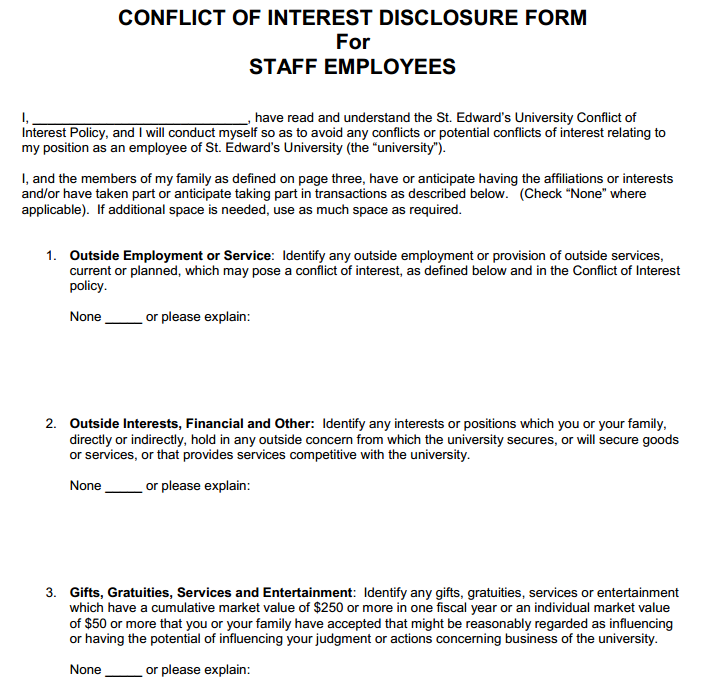 CONFLICT OF INTEREST DISCLOSURE FORM
For
STAFF EMPLOYEES
I, ______________________________, have read and understand the St. Edward's University Conflict of
Interest Policy, and I will conduct myself so as to avoid any conflicts or potential conflicts of interest relating to
my position as an employee of St. Edward's University (the “university”).
I, and the members of my family as defined on page three, have or anticipate having the affiliations or interests
and/or have taken part or anticipate taking part in transactions as described below. (Check “None” where
applicable). If additional space is needed, use as much space as required.
1. Outside Employment or Service: Identify any outside employment or provision of outside services,
current or planned, which may pose a conflict of interest, as defined below and in the Conflict of Interest
policy.
None _____ or please explain:
2. Outside Interests, Financial and Other: Identify any interests or positions which you or your family,
directly or indirectly, hold in any outside concern from which the university secures, or will secure goods
or services, or that provides services competitive with the university.
None _____ or please explain:
3. Gifts, Gratuities, Services and Entertainment: Identify any gifts, gratuities, services or entertainment
which have a cumulative market value of $250 or more in one fiscal year or an individual market value
of $50 or more that you or your family have accepted that might be reasonably regarded as influencing
or having the potential of influencing your judgment or actions concerning business of the university.
None _____ or please explain: